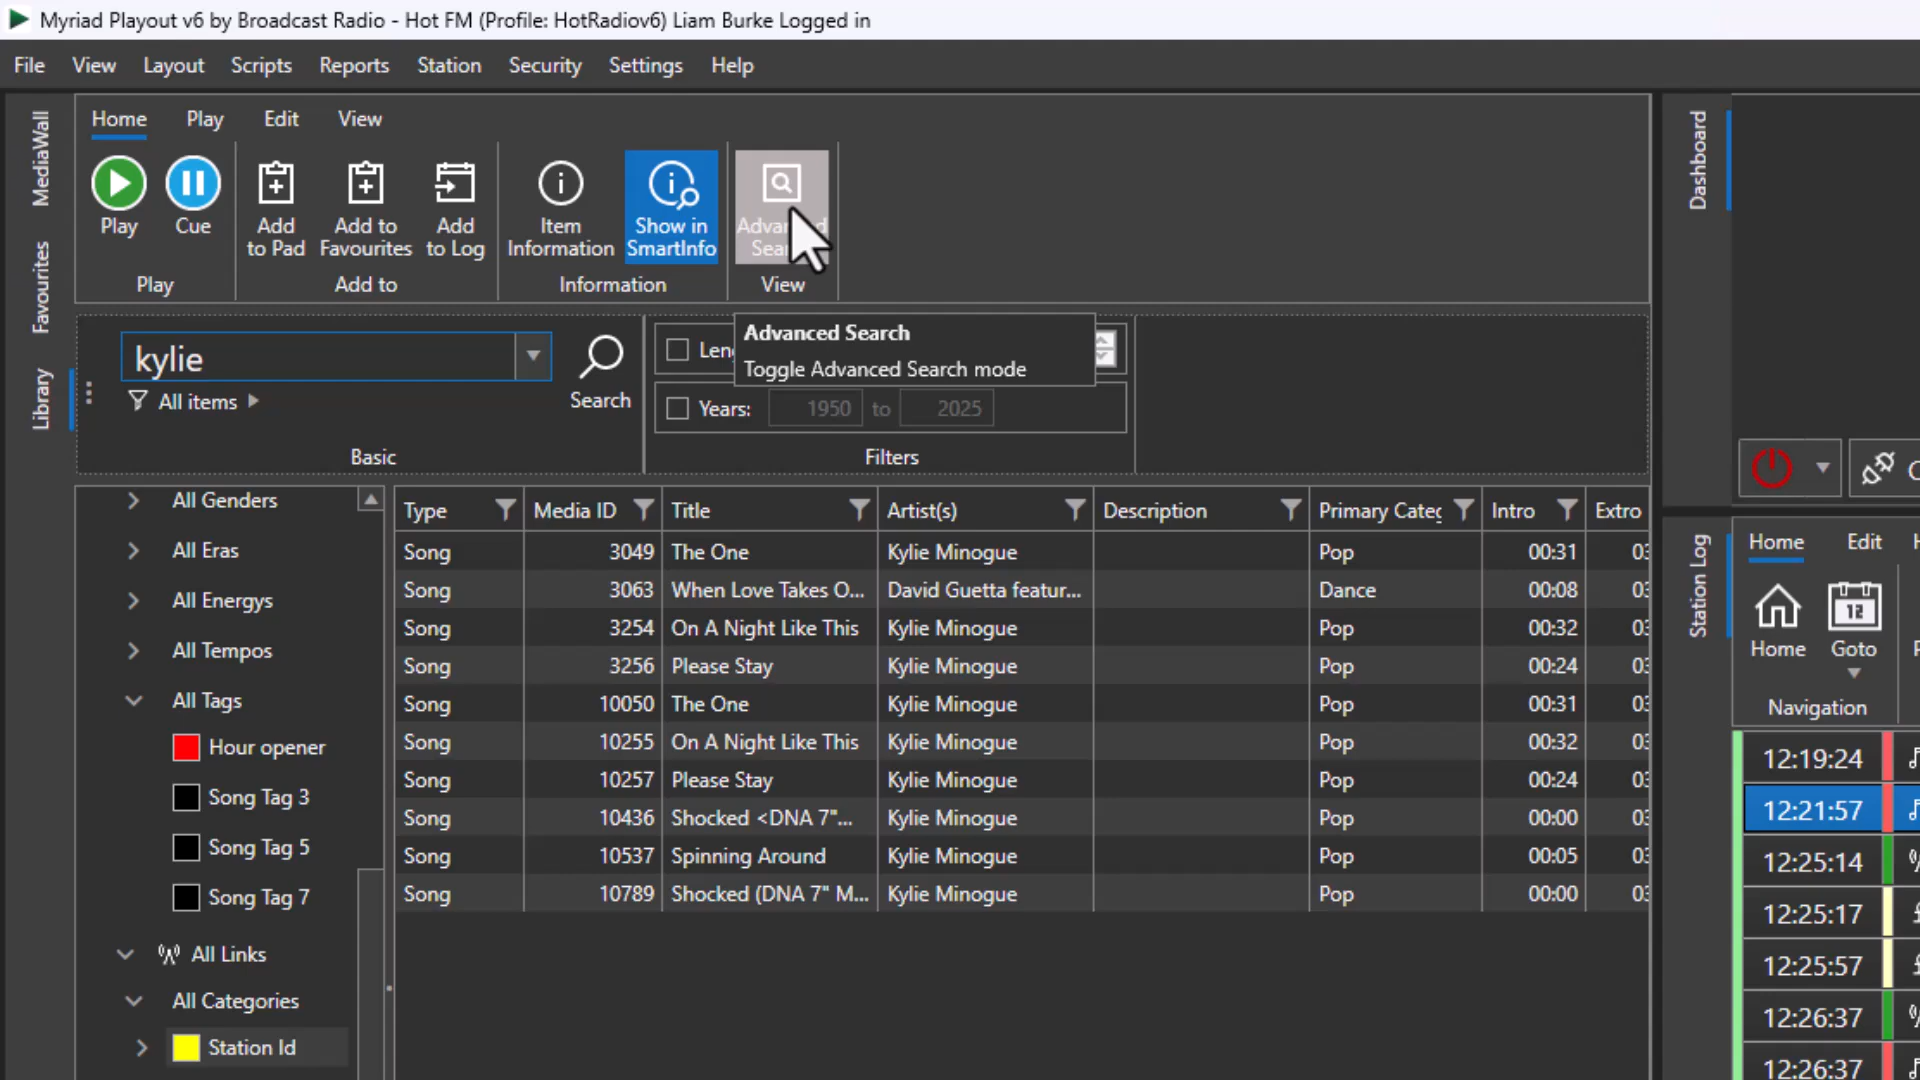 Myriad Playout v6 by Broadcast Radio - Hot FM (Profile: HotRadiov6) Liam Burke Logged in
File View Layout Scripts Reports Station Security Settings Help
MediaWall
Favourites
Library
Home Play Edit View
Play
Cue
Add to Pad
Add to Favourites
Add to Log
Item Information
Show in SmartInfo
Play
Add to
Information
View
Advanced Search
Toggle Advanced Search mode
kylie
All items
Search
Basic
Years: 1950 to 2025
Filters
All Genders
All Eras
All Energys
All Tempos
All Tags
Hour opener
Song Tag 3
Song Tag 5
Song Tag 7
All Links
All Categories
Station Id
Type Media ID Title Artist(s) Description Primary Categ Intro Extro
Song 3049 The One Kylie Minogue Pop 00:31
Song 3063 When Love Takes O... David Guetta featur... Dance 00:08
Song 3254 On A Night Like This Kylie Minogue Pop 00:32
Song 3256 Please Stay Kylie Minogue Pop 00:24
Song 10050 The One Kylie Minogue Pop 00:31
Song 10255 On A Night Like This Kylie Minogue Pop 00:32
Song 10257 Please Stay Kylie Minogue Pop 00:24
Song 10436 Shocked <DNA 7"... Kylie Minogue Pop 00:00
Song 10537 Spinning Around Kylie Minogue Pop 00:05
Song 10789 Shocked (DNA 7" M... Kylie Minogue Pop 00:00
Dashboard
Station Log
Home Edit
Home
12
Goto
Navigation
12:19:24
12:21:57
12:25:14
12:25:17
12:25:57
12:26:37
12:26:37